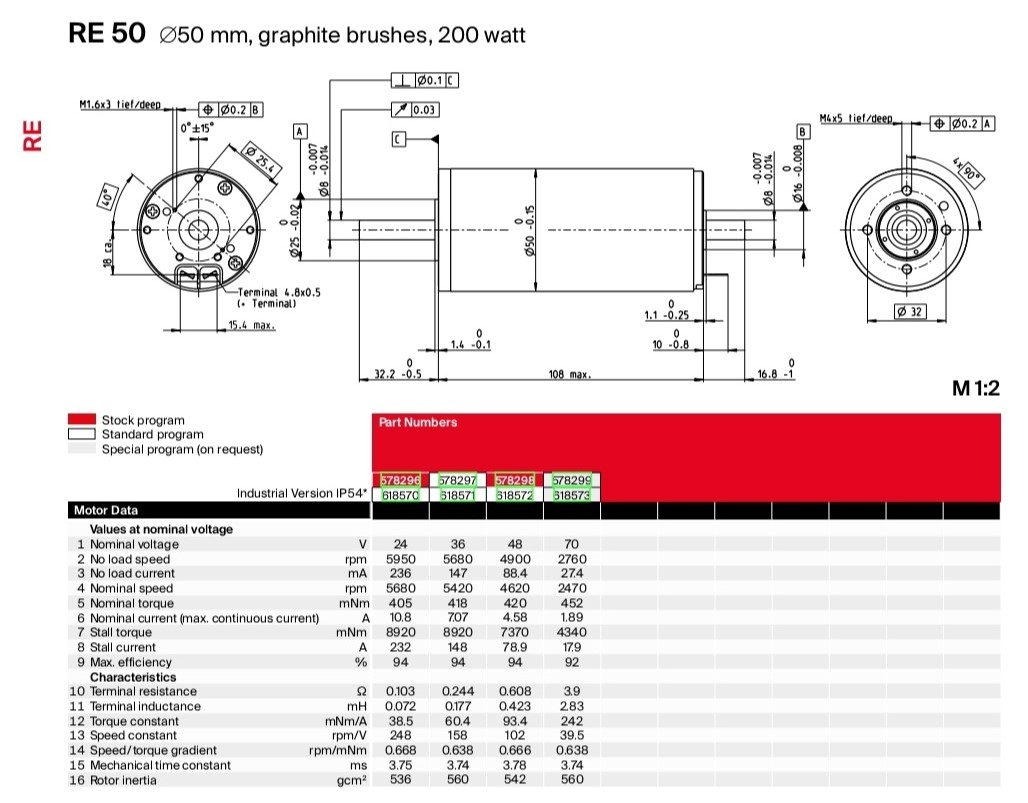 RE 50 Ø50 mm, graphite brushes, 200 watt
RE
⊥ Ø0.1 C
M1.6x3 tief/deep
⌖ Ø0.2 B
↗ 0.03
0°±15°
A
C
Ø 25.4
40°
18 ca.
Ø25 0 -0.02
Ø8 -0.007 -0.014
Ø50 0 -0.15
Terminal 4.8x0.5
(+ Terminal)
15.4 max.
1.4 0 -0.1
32.2 0 -0.5
108 max.
1.1 0 -0.25
10 0 -0.8
16.8 0 -1
Ø8 -0.007 -0.014
Ø16 0 -0.008
B
M4x5 tief/deep
⌖ Ø0.2 A
4x 90°
Ø 32
M 1:2
Stock program
Standard program
Special program (on request)
Part Numbers
578296 578297 578298 578299
Industrial Version IP54* 618570 618571 618572 618573
Motor Data
Values at nominal voltage
1 Nominal voltage V 24 36 48 70
2 No load speed rpm 5950 5680 4900 2760
3 No load current mA 236 147 88.4 27.4
4 Nominal speed rpm 5680 5420 4620 2470
5 Nominal torque mNm 405 418 420 452
6 Nominal current (max. continuous current) A 10.8 7.07 4.58 1.89
7 Stall torque mNm 8920 8920 7370 4340
8 Stall current A 232 148 78.9 17.9
9 Max. efficiency % 94 94 94 92
Characteristics
10 Terminal resistance Ω 0.103 0.244 0.608 3.9
11 Terminal inductance mH 0.072 0.177 0.423 2.83
12 Torque constant mNm/A 38.5 60.4 93.4 242
13 Speed constant rpm/V 248 158 102 39.5
14 Speed/torque gradient rpm/mNm 0.668 0.638 0.666 0.638
15 Mechanical time constant ms 3.75 3.74 3.78 3.74
16 Rotor inertia gcm² 536 560 542 560